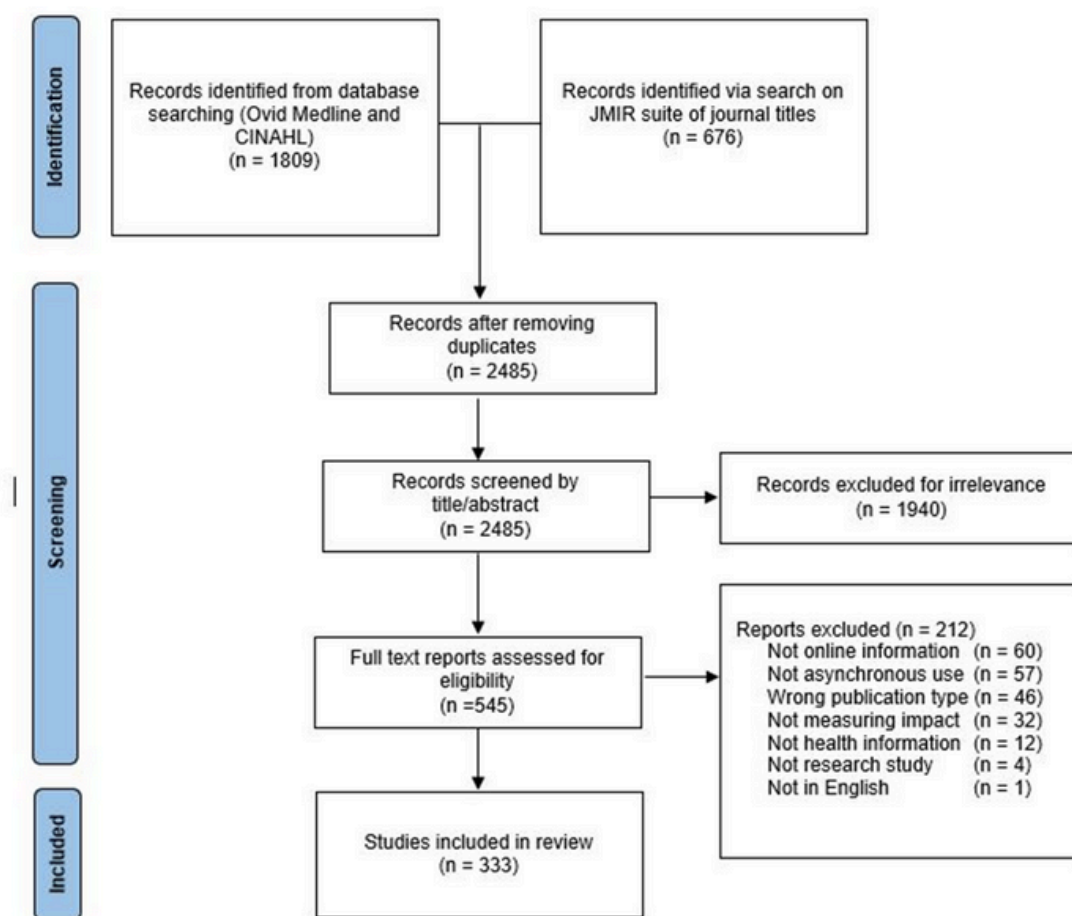 Identification
Records identified from database
searching (Ovid Medline and
CINAHL)
(n = 1809)
Records identified via search on
JMIR suite of journal titles
(n = 676)
Screening
Records after removing
duplicates
(n = 2485)
Records screened by
title/abstract
(n = 2485)
Records excluded for irrelevance
(n = 1940)
Full text reports assessed for
eligibility
(n =545)
Reports excluded (n = 212)
Not online information (n = 60)
Not asynchronous use (n = 57)
Wrong publication type (n = 46)
Not measuring impact (n = 32)
Not health information (n = 12)
Not research study (n = 4)
Not in English (n = 1)
Included
Studies included in review
(n = 333)